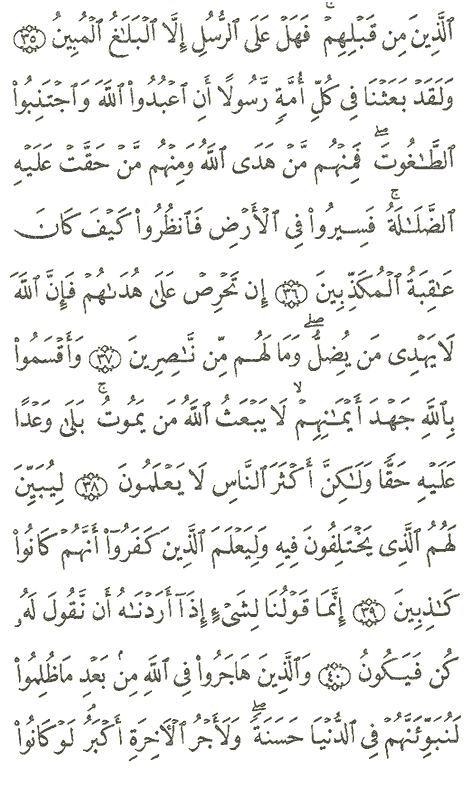 ٱلَّذِينَ مِن قَبۡلِهِمۡۚ فَهَلۡ عَلَى ٱلرُّسُلِ إِلَّا ٱلۡبَلَٰغُ ٱلۡمُبِينُ ٣٥
وَلَقَدۡ بَعَثۡنَا فِي كُلِّ أُمَّةٖ رَّسُولًا أَنِ ٱعۡبُدُواْ ٱللَّهَ وَٱجۡتَنِبُواْ
ٱلطَّٰغُوتَۖ فَمِنۡهُم مَّنۡ هَدَى ٱللَّهُ وَمِنۡهُم مَّنۡ حَقَّتۡ عَلَيۡهِ
ٱلضَّلَٰلَةُۚ فَسِيرُواْ فِي ٱلۡأَرۡضِ فَٱنظُرُواْ كَيۡفَ كَانَ
عَٰقِبَةُ ٱلۡمُكَذِّبِينَ ٣٦ إِن تَحۡرِصۡ عَلَىٰ هُدَىٰهُمۡ فَإِنَّ ٱللَّهَ
لَا يَهۡدِي مَن يُضِلُّۖ وَمَا لَهُم مِّن نَّٰصِرِينَ ٣٧ وَأَقۡسَمُواْ
بِٱللَّهِ جَهۡدَ أَيۡمَٰنِهِمۡۙ لَا يَبۡعَثُ ٱللَّهُ مَن يَمُوتُۚ بَلَىٰ وَعۡدًا
عَلَيۡهِ حَقّٗا وَلَٰكِنَّ أَكۡثَرَ ٱلنَّاسِ لَا يَعۡلَمُونَ ٣٨ لِيُبَيِّنَ
لَهُمُ ٱلَّذِي يَخۡتَلِفُونَ فِيهِ وَلِيَعۡلَمَ ٱلَّذِينَ كَفَرُوٓاْ أَنَّهُمۡ كَانُواْ
كَٰذِبِينَ ٣٩ إِنَّمَا قَوۡلُنَا لِشَيۡءٍ إِذَآ أَرَدۡنَٰهُ أَن نَّقُولَ لَهُۥ
كُن فَيَكُونُ ٤٠ وَٱلَّذِينَ هَاجَرُواْ فِي ٱللَّهِ مِنۢ بَعۡدِ مَا ظُلِمُواْ
لَنُبَوِّئَنَّهُمۡ فِي ٱلدُّنۡيَا حَسَنَةٗۖ وَلَأَجۡرُ ٱلۡأٓخِرَةِ أَكۡبَرُۚ لَوۡ كَانُواْ